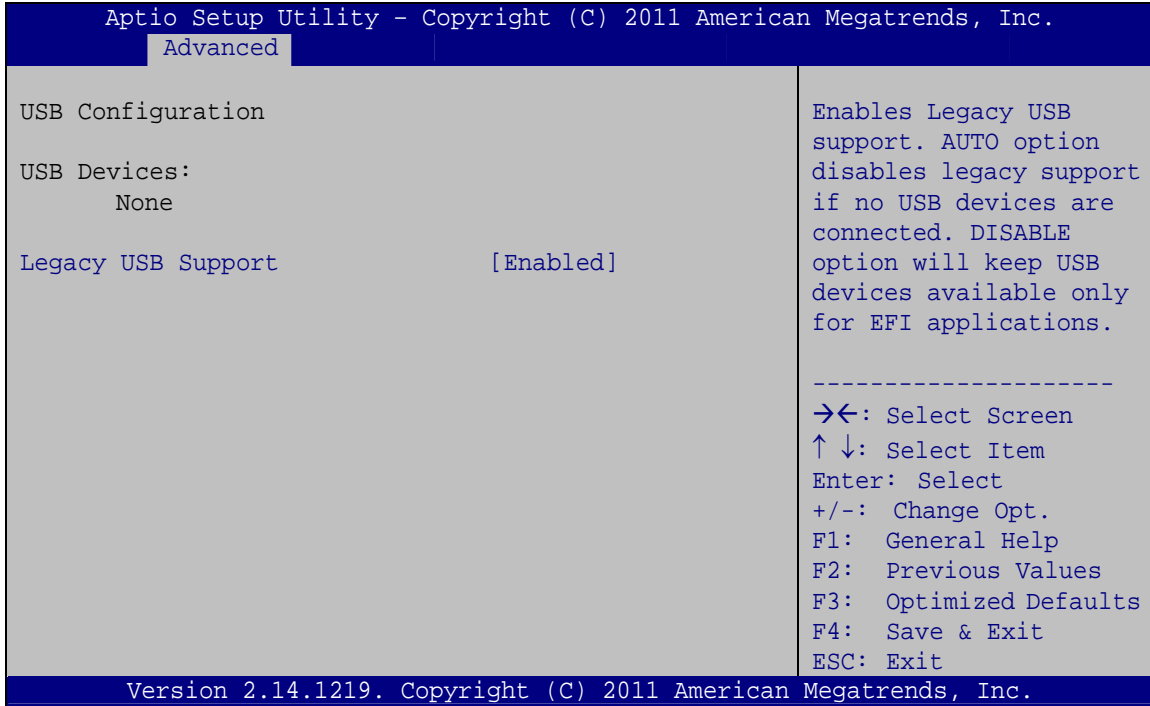 Aptio Setup Utility – Copyright (C) 2011 American Megatrends, Inc.
Advanced
USB Configuration
USB Devices:
None
Legacy USB Support [Enabled]
Enables Legacy USB
support. AUTO option
disables legacy support
if no USB devices are
connected. DISABLE
option will keep USB
devices available only
for EFI applications.
---------------------
→←: Select Screen
↑ ↓: Select Item
Enter: Select
+/-: Change Opt.
F1: General Help
F2: Previous Values
F3: Optimized Defaults
F4: Save & Exit
ESC: Exit
Version 2.14.1219. Copyright (C) 2011 American Megatrends, Inc.